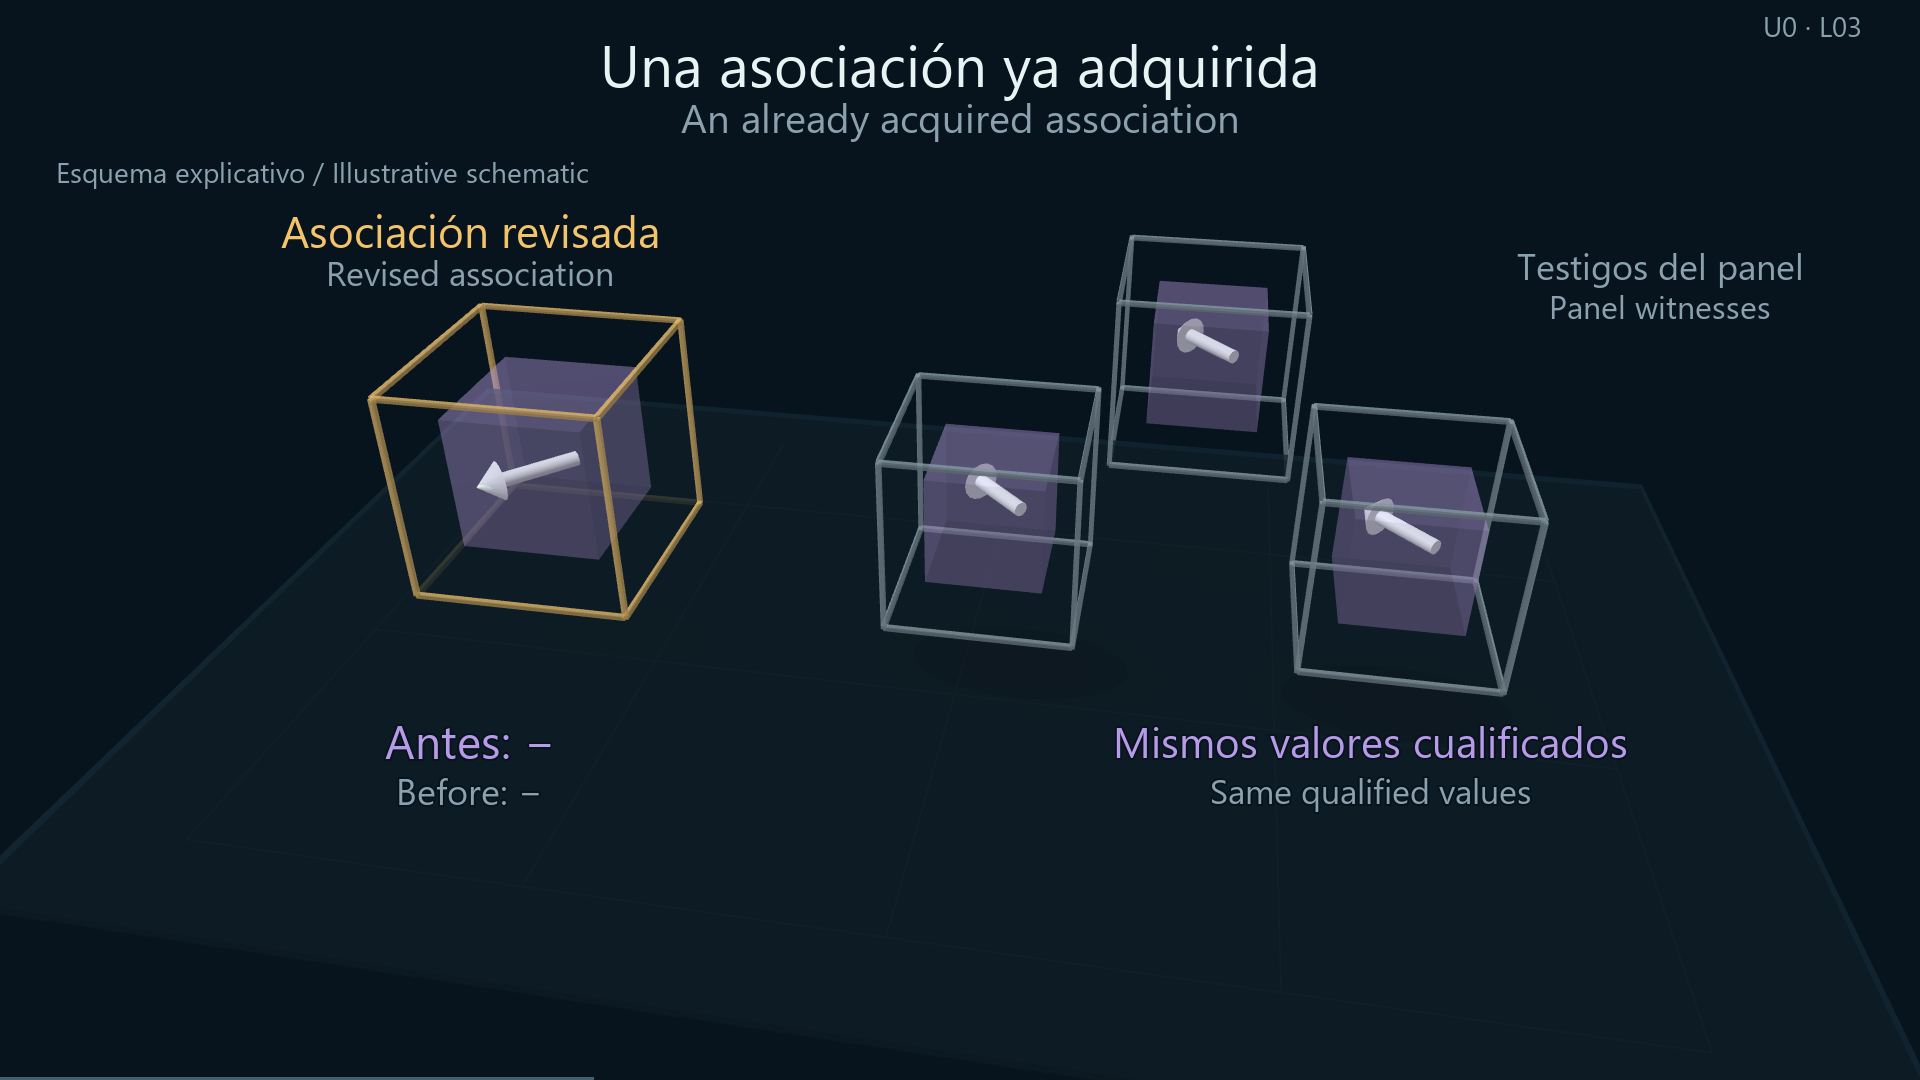 U0 · L03
Una asociación ya adquirida
An already acquired association
Esquema explicativo / Illustrative schematic
Asociación revisada
Revised association
Testigos del panel
Panel witnesses
Antes: –
Before: –
Mismos valores cualificados
Same qualified values